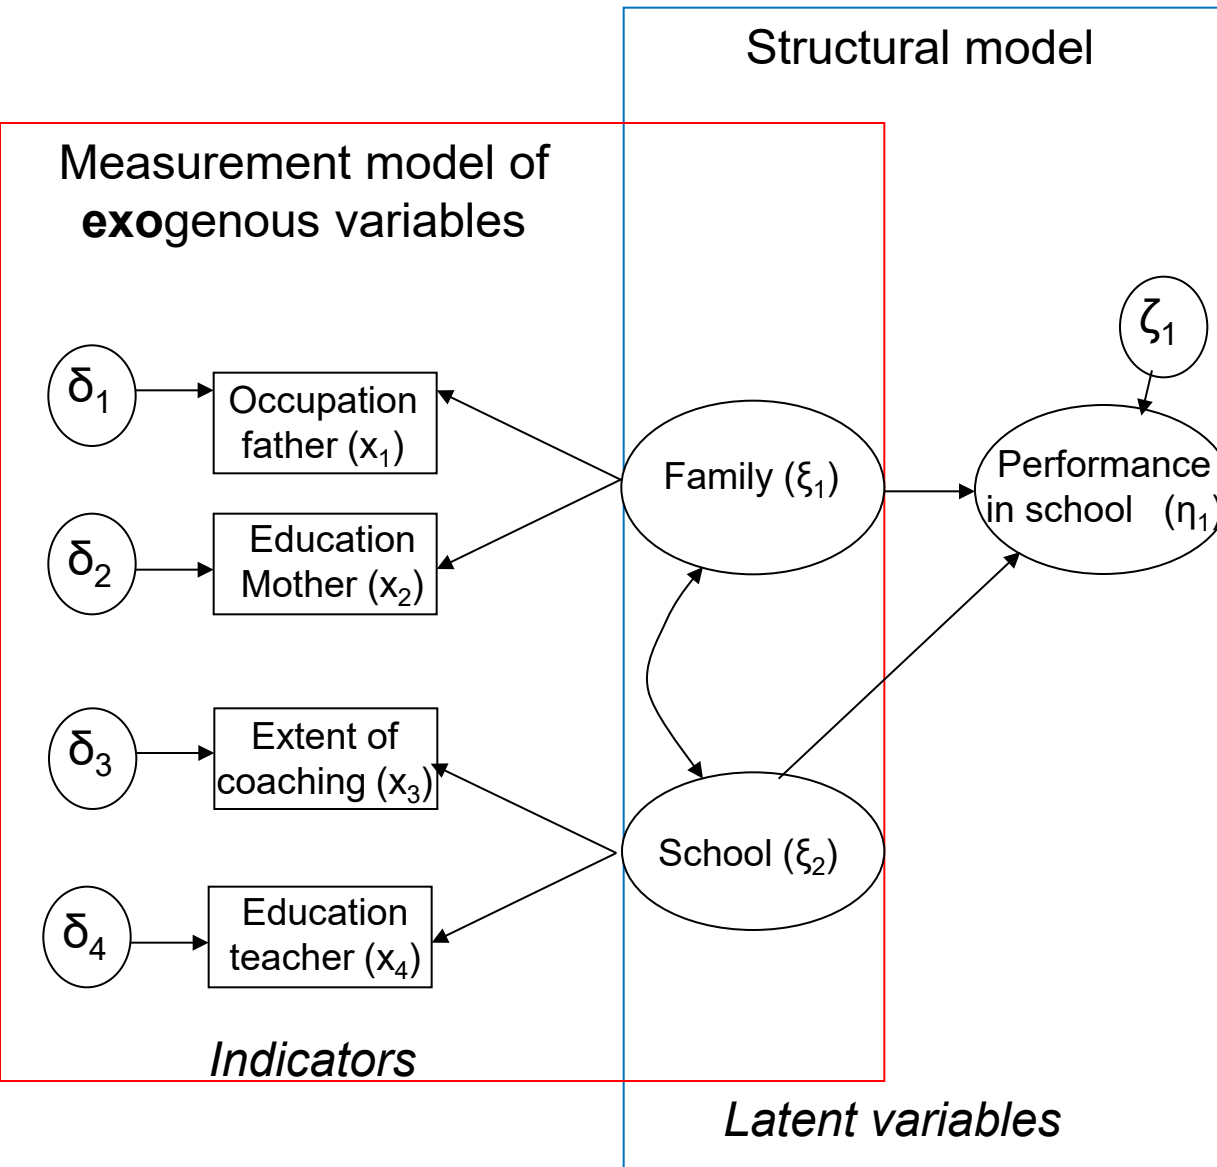 Structural model
Measurement model of
exogenous variables
ζ1
δ1
Occupation
father (x1)
Family (ξ1)
Performance
in school (η1)
δ2
Education
Mother (x2)
δ3
Extent of
coaching (x3)
School (ξ2)
δ4
Education
teacher (x4)
Indicators
Latent variables